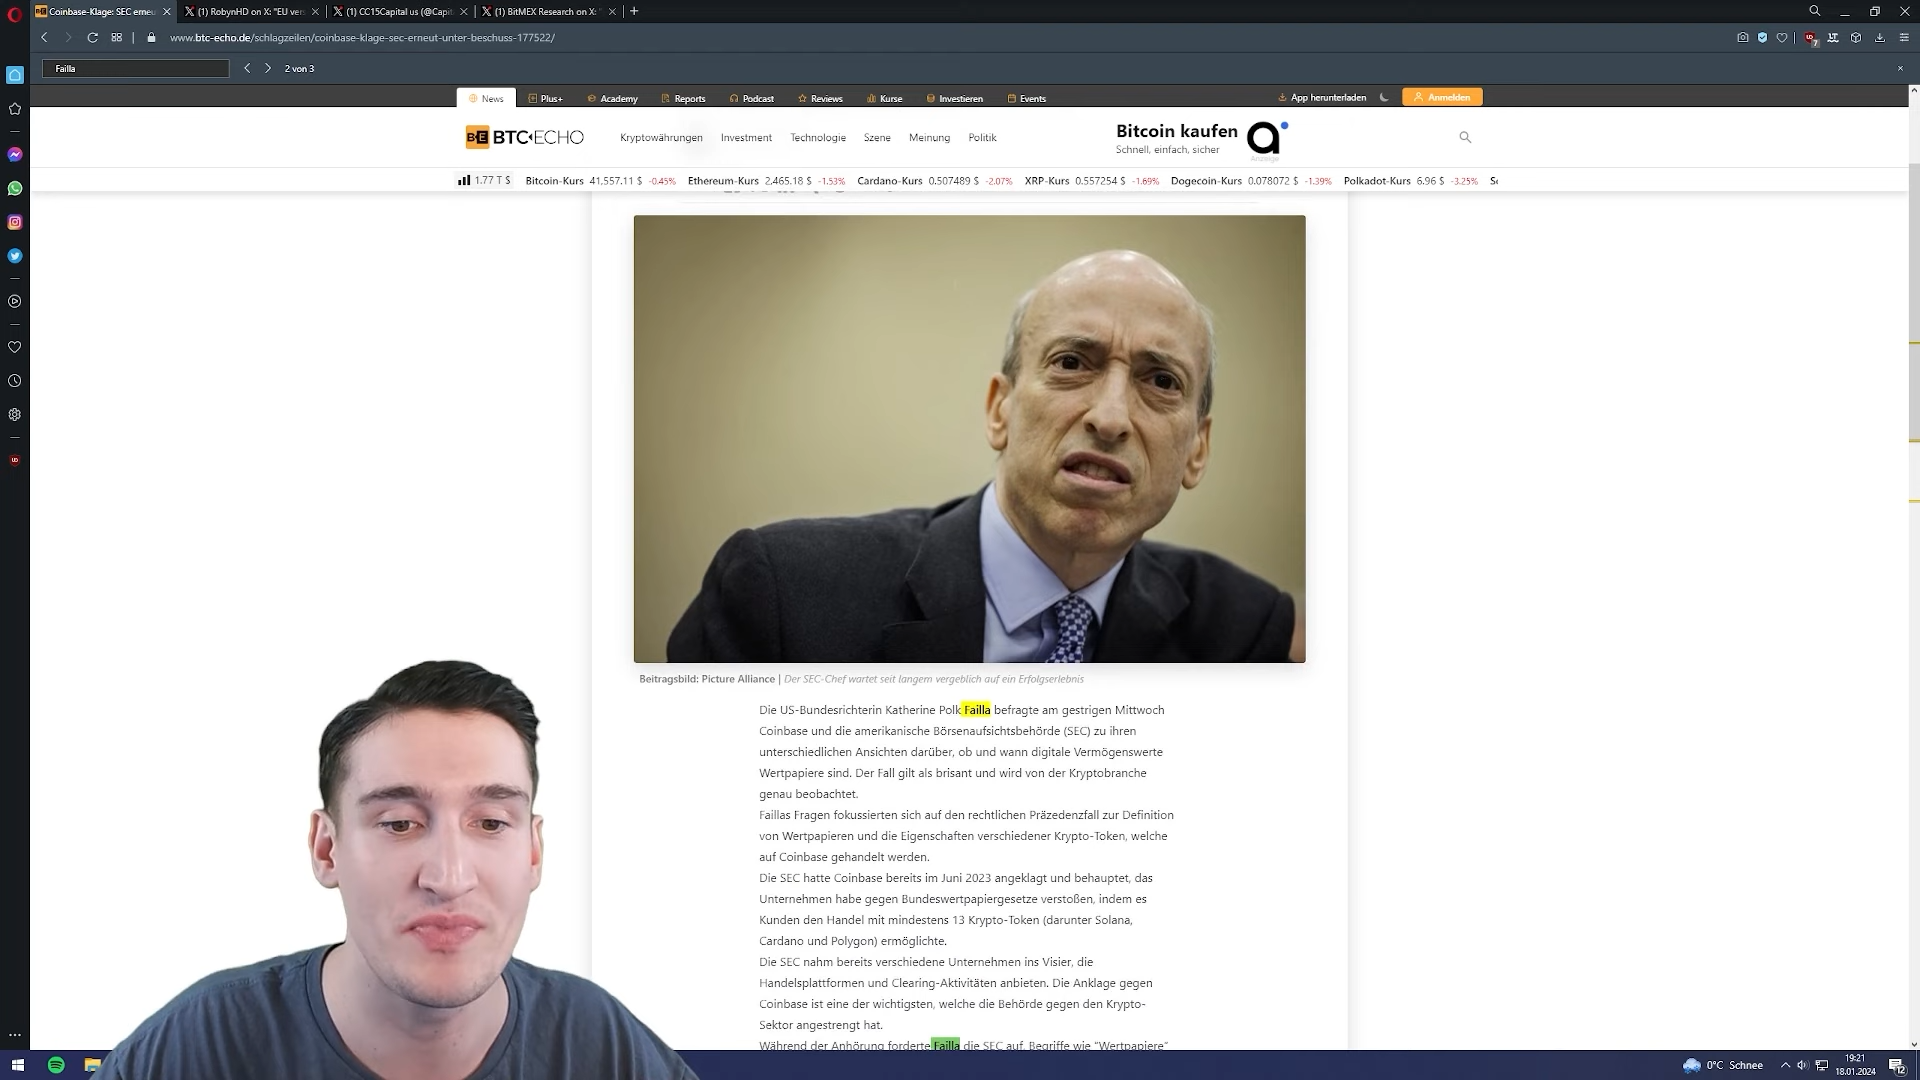 Coinbase-Klage: SEC erneu
(1) RobynHD on X: "EU vers
(1) CC15Capital us (@Capit
(1) BitMEX Research on X: "
www.btc-echo.de/schlagzeilen/coinbase-klage-sec-erneut-unter-beschuss-177522/
7
Failla
2 von 3
News
Plus+
Academy
Reports
Podcast
Reviews
Kurse
Investieren
Events
App herunterladen
Anmelden
BE BTC-ECHO
Kryptowährungen
Investment
Technologie
Szene
Meinung
Politik
Bitcoin kaufen
Schnell, einfach, sicher
Anzeige
1.77 T $
Bitcoin-Kurs 41,557.11 $ -0.45%
Ethereum-Kurs 2,465.18 $ -1.53%
Cardano-Kurs 0.507489 $ -2.07%
XRP-Kurs 0.557254 $ -1.69%
Dogecoin-Kurs 0.078072 $ -1.39%
Polkadot-Kurs 6.96 $ -3.25%
Beitragsbild: Picture Alliance | Der SEC-Chef wartet seit langem vergeblich auf ein Erfolgserlebnis
Die US-Bundesrichterin Katherine Polk Failla befragte am gestrigen Mittwoch
Coinbase und die amerikanische Börsenaufsichtsbehörde (SEC) zu ihren
unterschiedlichen Ansichten darüber, ob und wann digitale Vermögenswerte
Wertpapiere sind. Der Fall gilt als brisant und wird von der Kryptobranche
genau beobachtet.
Faillas Fragen fokussierten sich auf den rechtlichen Präzedenzfall zur Definition
von Wertpapieren und die Eigenschaften verschiedener Krypto-Token, welche
auf Coinbase gehandelt werden.
Die SEC hatte Coinbase bereits im Juni 2023 angeklagt und behauptet, das
Unternehmen habe gegen Bundeswertpapiergesetze verstoßen, indem es
Kunden den Handel mit mindestens 13 Krypto-Token (darunter Solana,
Cardano und Polygon) ermöglichte.
Die SEC nahm bereits verschiedene Unternehmen ins Visier, die
Handelsplattformen und Clearing-Aktivitäten anbieten. Die Anklage gegen
Coinbase ist eine der wichtigsten, welche die Behörde gegen den Krypto-
Sektor angestrengt hat.
Während der Anhörung forderte Failla die SEC auf, Begriffe wie "Wertpapiere"
0°C Schnee
19:21
18.01.2024
12